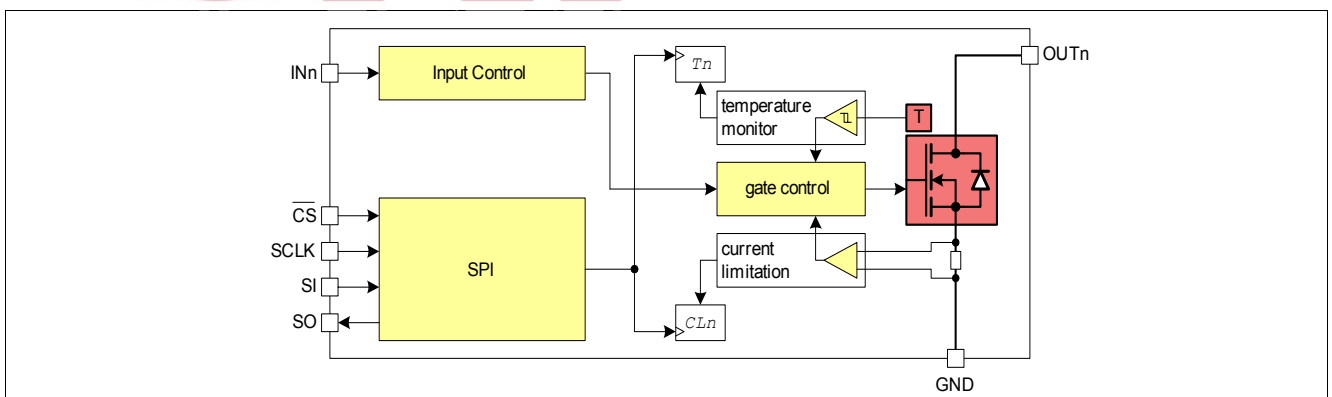 INn
Input Control
Tn
OUTn
temperature
monitor
T
gate control
CS
SCLK
SI
SO
SPI
current
limitation
CLn
GND